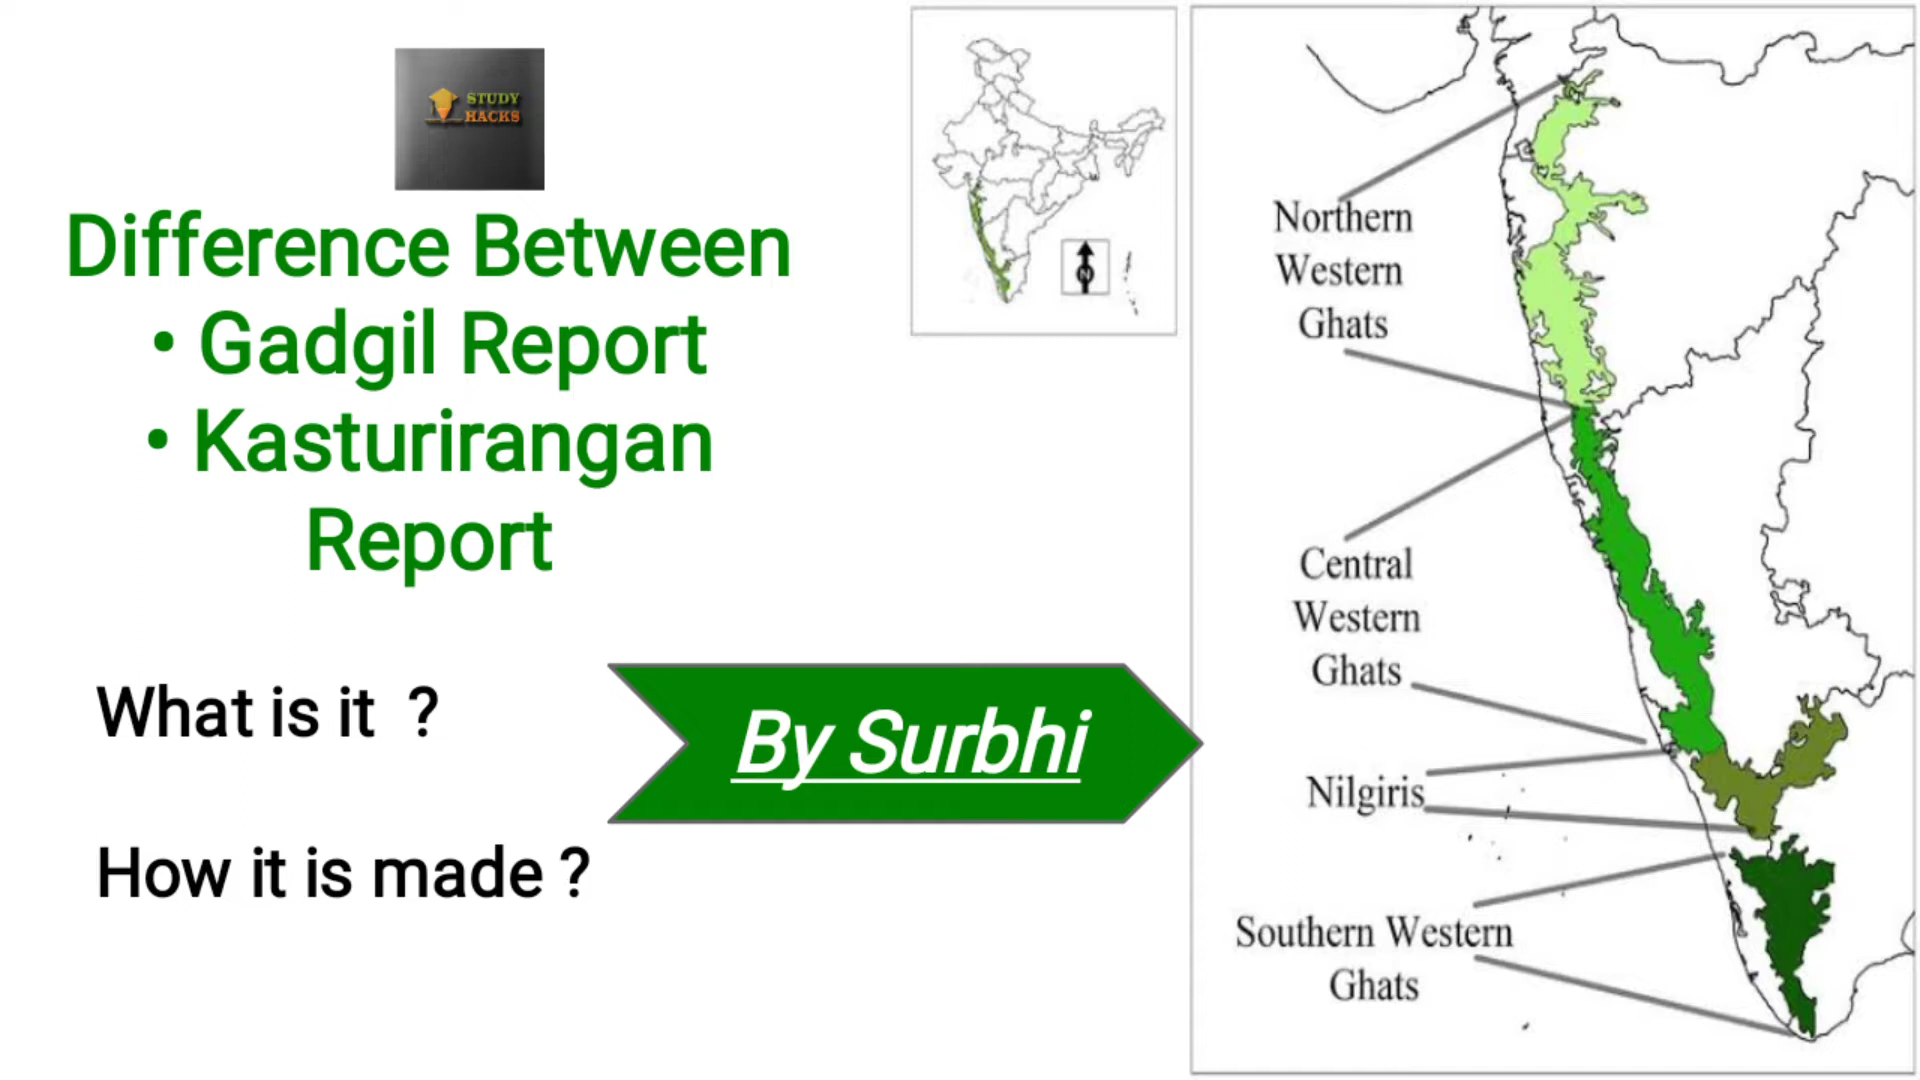 STUDY
HACKS
Difference Between
• Gadgil Report
• Kasturirangan
Report
What is it ?
How it is made ?
By Surbhi
N
Northern
Western
Ghats
Central
Western
Ghats
Nilgiris
Southern Western
Ghats